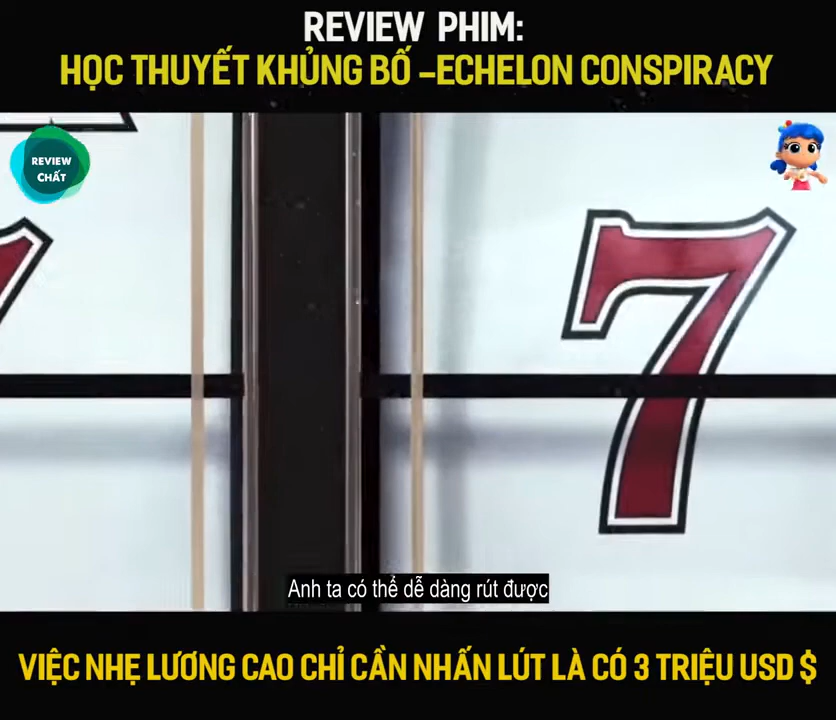 REVIEW PHIM:
HỌC THUYẾT KHỦNG BỐ –ECHELON CONSPIRACY
REVIEW
CHẤT
7
Anh ta có thể dễ dàng rút được
VIỆC NHẸ LƯƠNG CAO CHỈ CẦN NHẤN LÚT LÀ CÓ 3 TRIỆU USD $